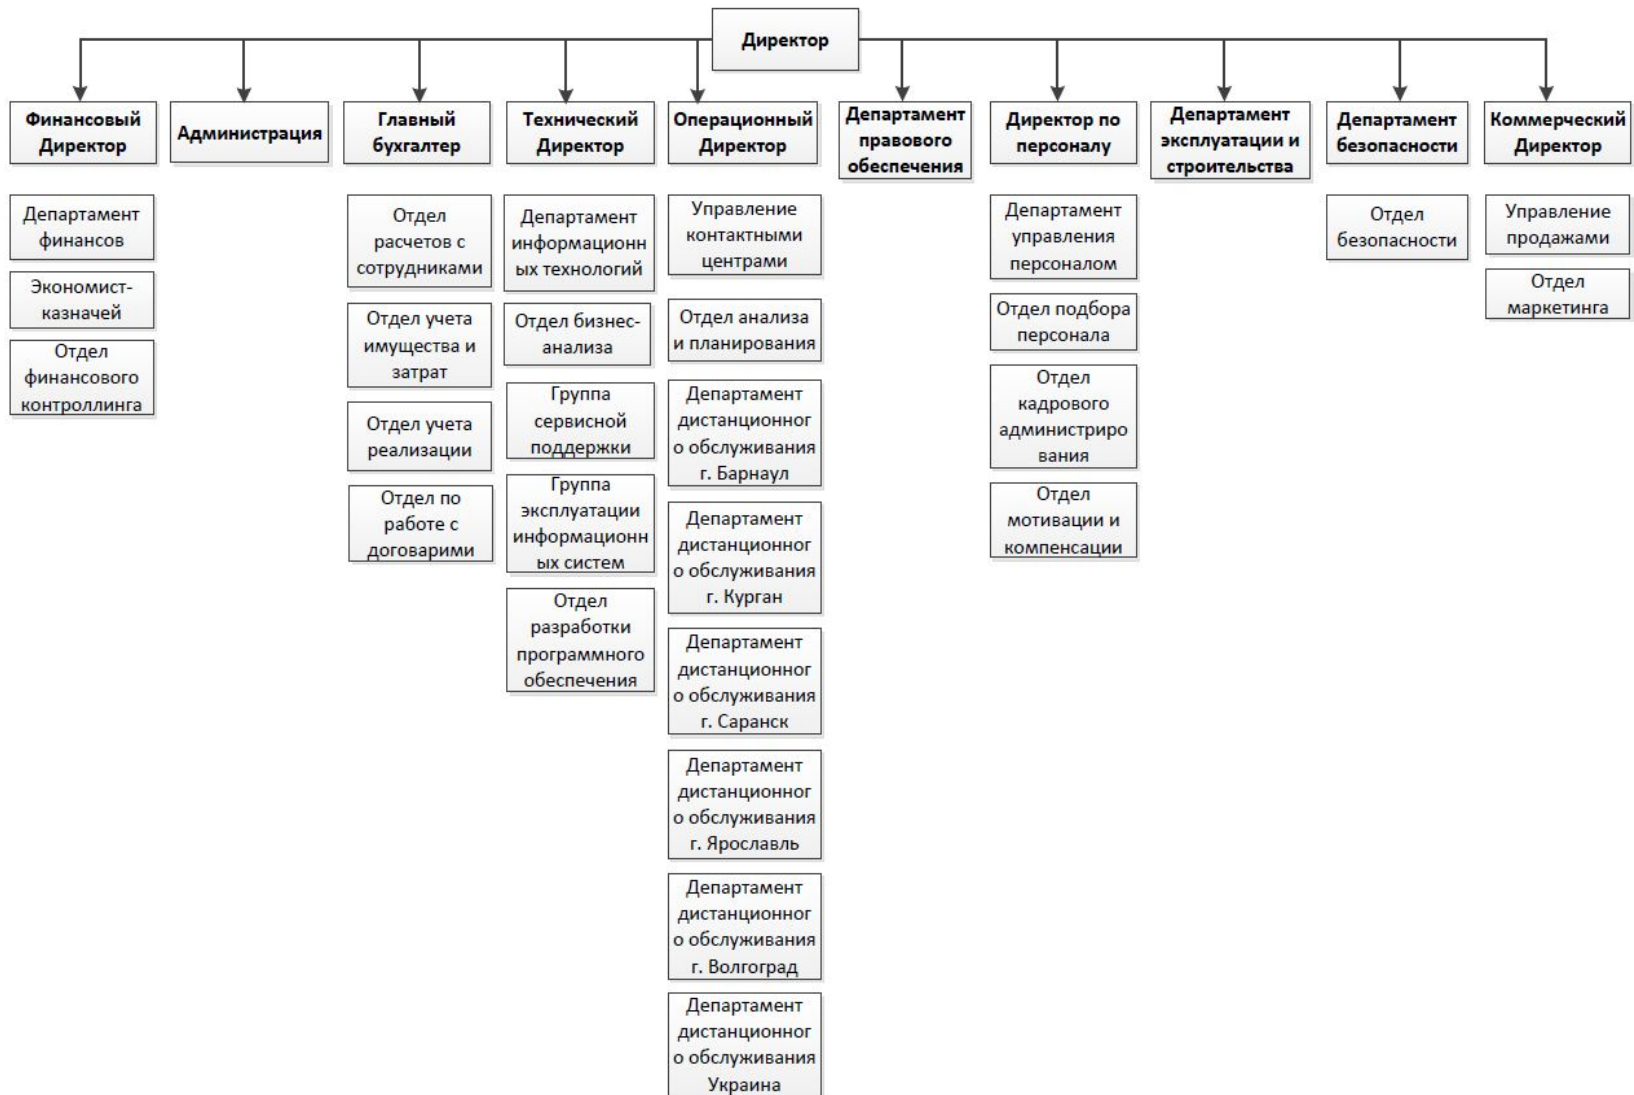 Директор
Финансовый
Директор
Администрация
Главный
бухгалтер
Технический
Директор
Операционный
Директор
Департамент
правового
обеспечения
Директор по
персоналу
Департамент
эксплуатации и
строительства
Департамент
безопасности
Коммерческий
Директор
Департамент
финансов
Экономист-
казначей
Отдел
финансового
контроллинга
Отдел
расчетов с
сотрудниками
Отдел учета
имущества и
затрат
Отдел учета
реализации
Отдел по
работе с
договарими
Департамент
информационн
ых технологий
Отдел бизнес-
анализа
Группа
сервисной
поддержки
Группа
эксплуатации
информационн
ых систем
Отдел
разработки
программного
обеспечения
Управление
контактными
центрами
Отдел анализа
и планирования
Департамент
дистанционног
о обслуживания
г. Барнаул
Департамент
дистанционног
о обслуживания
г. Курган
Департамент
дистанционног
о обслуживания
г. Саранск
Департамент
дистанционног
о обслуживания
г. Ярославль
Департамент
дистанционног
о обслуживания
г. Волгоград
Департамент
дистанционног
о обслуживания
Украина
Департамент
управления
персоналом
Отдел подбора
персонала
Отдел
кадрового
администриро
вания
Отдел
мотивации и
компенсации
Отдел
безопасности
Управление
продажами
Отдел
маркетинга